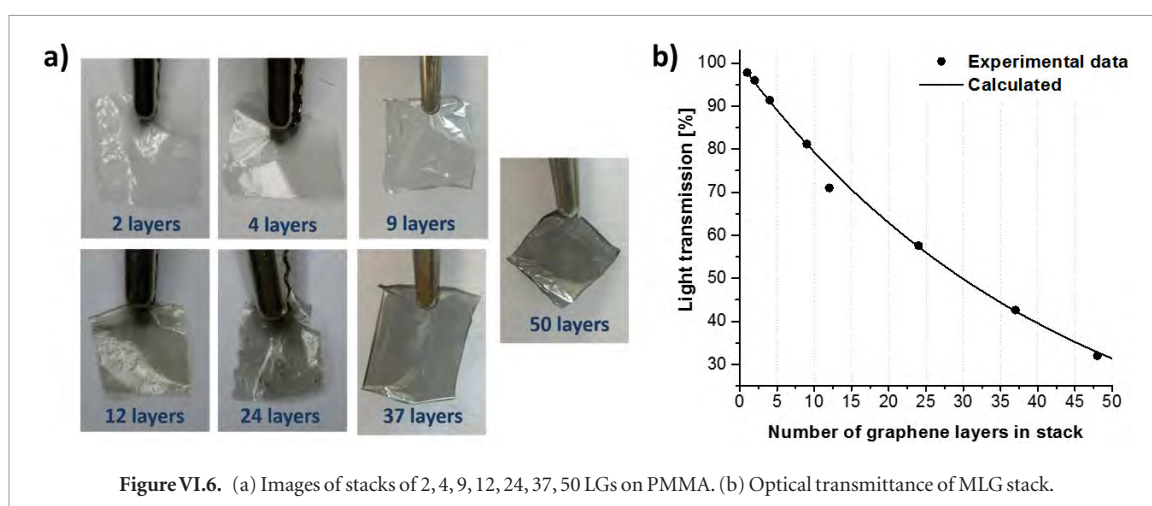 a)
2 layers
4 layers
9 layers
12 layers
24 layers
37 layers
50 layers
b)
Experimental data
Calculated
Light transmission [%]
100
90
80
70
60
50
40
30
0 5 10 15 20 25 30 35 40 45 50
Number of graphene layers in stack
Figure VI.6. (a) Images of stacks of 2, 4, 9, 12, 24, 37, 50 LGs on PMMA. (b) Optical transmittance of MLG stack.